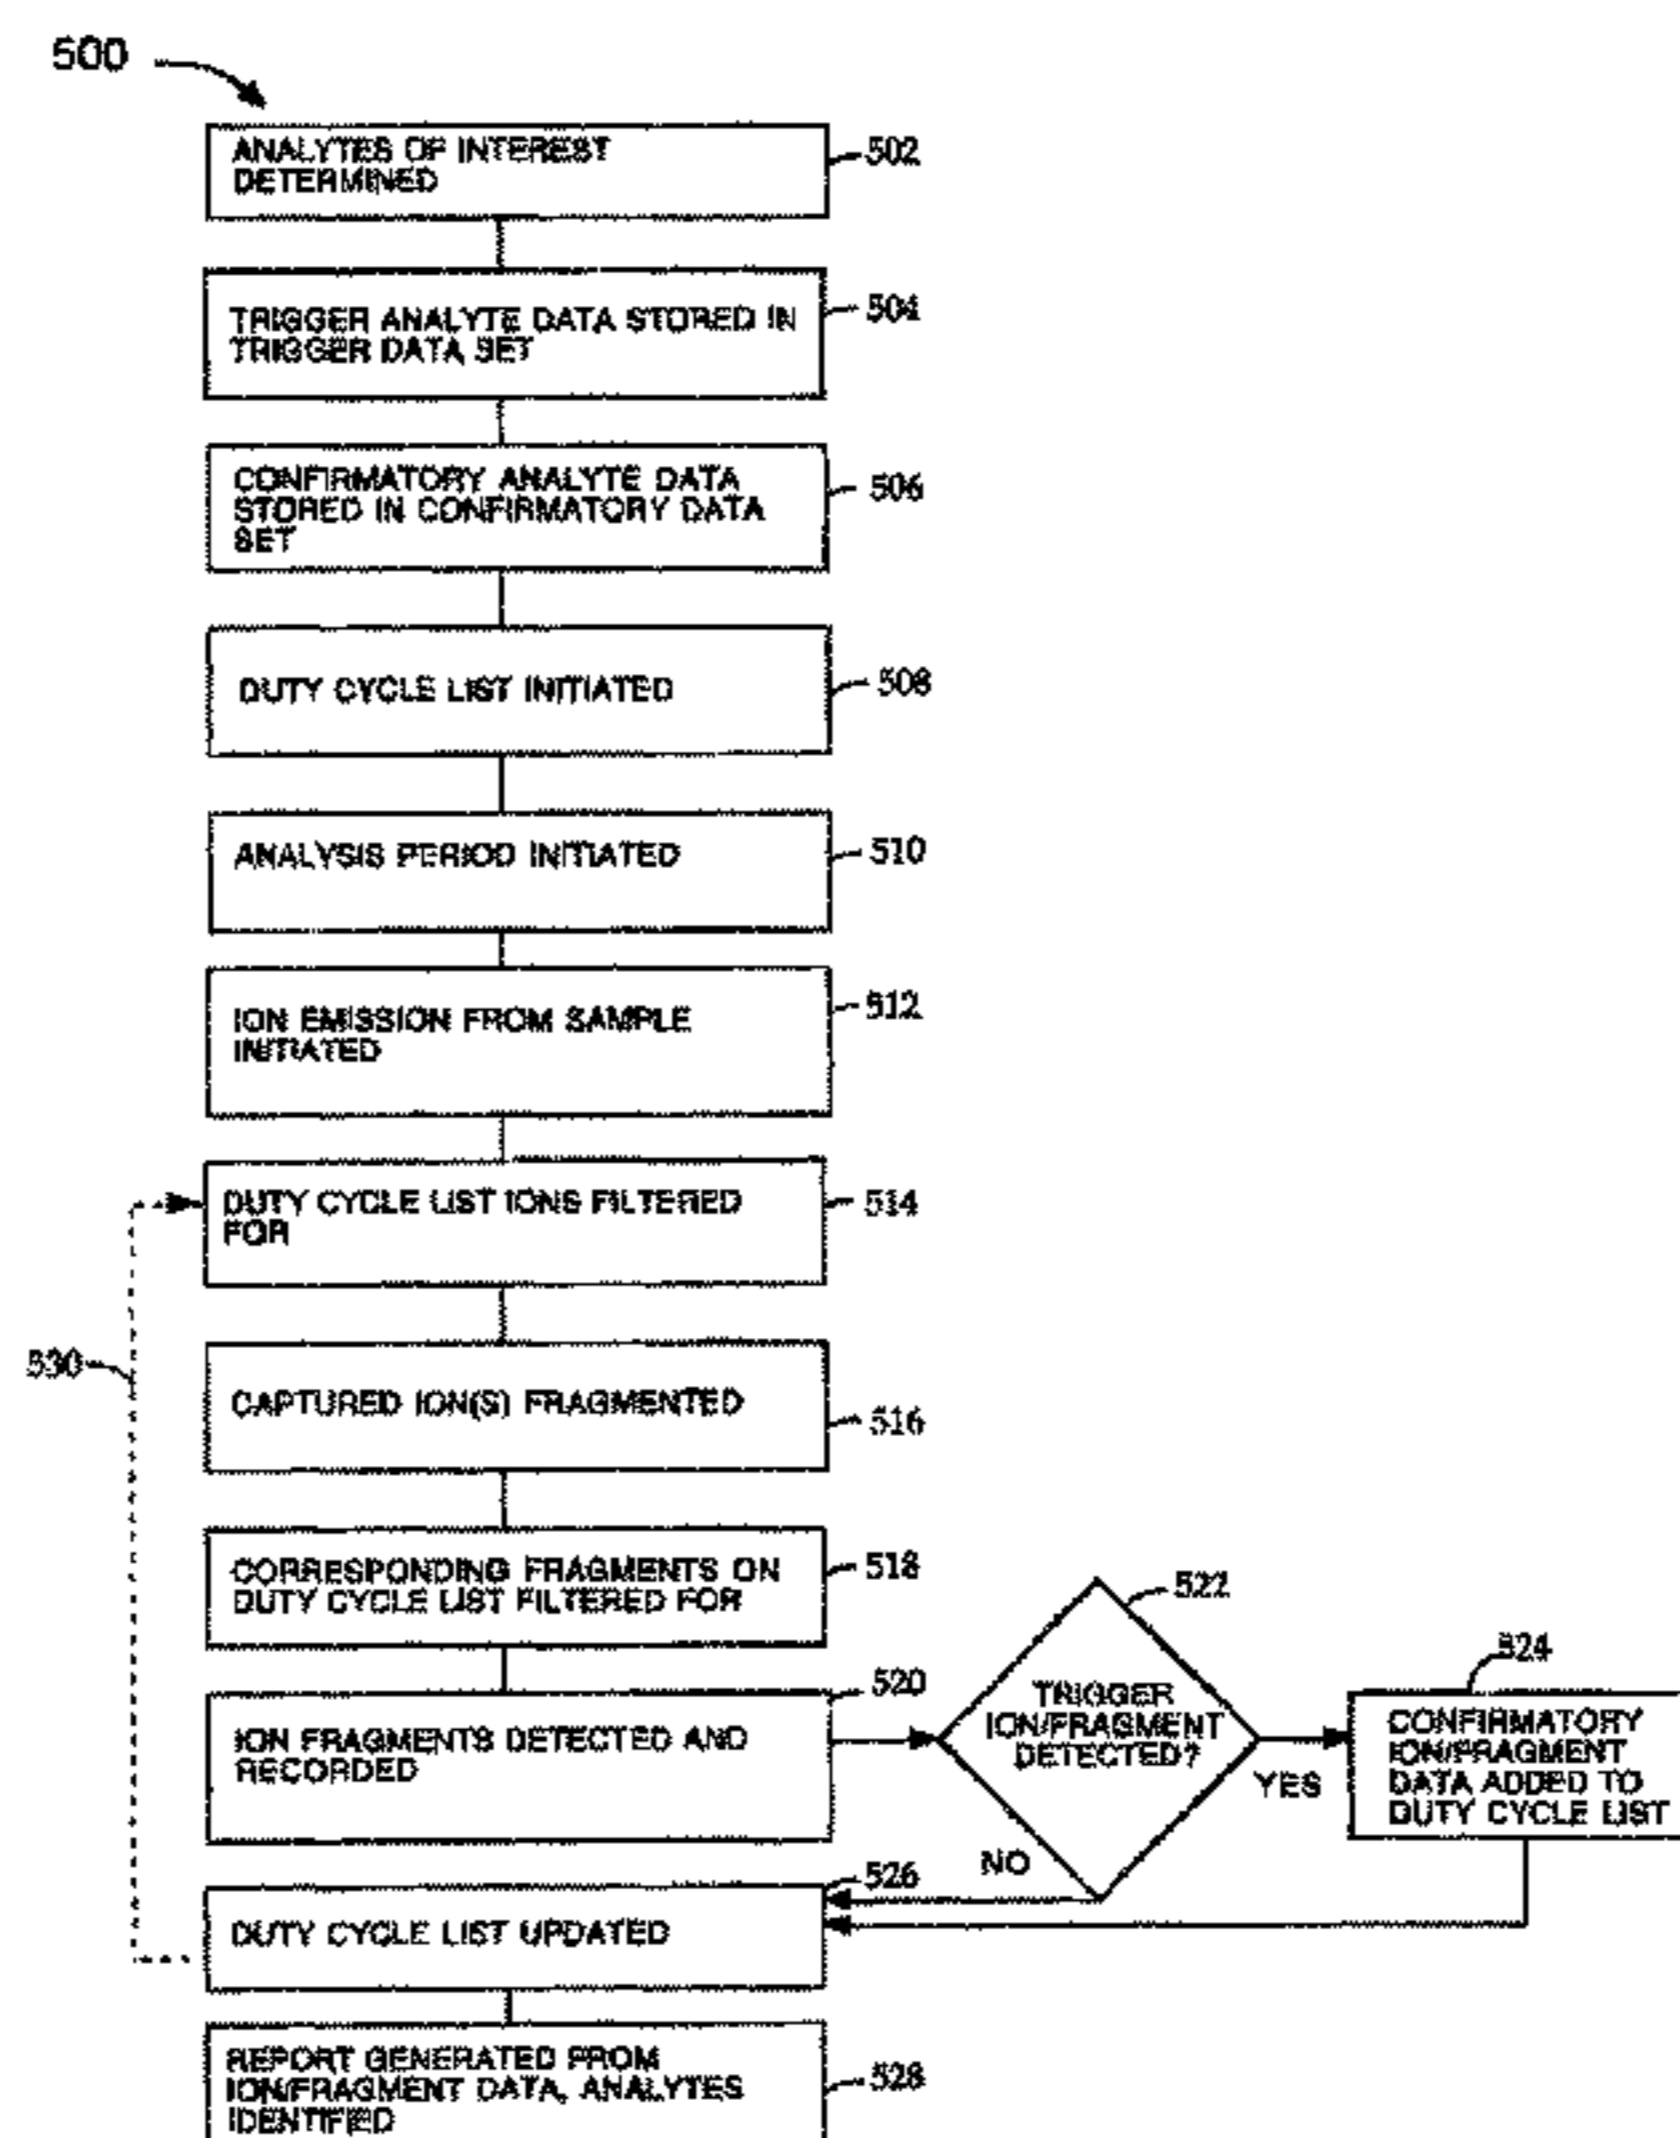 500
ANALYTES OF INTEREST
DETERMINED
502
TRIGGER ANALYTE DATA STORED IN
TRIGGER DATA SET
504
CONFIRMATORY ANALYTE DATA
STORED IN CONFIRMATORY DATA
SET
506
DUTY CYCLE LIST INITIATED
508
ANALYSIS PERIOD INITIATED
510
ION EMISSION FROM SAMPLE
INITIATED
512
DUTY CYCLE LIST IONS FILTERED
FOR
514
530
CAPTURED ION(S) FRAGMENTED
516
CORRESPONDING FRAGMENTS ON
DUTY CYCLE LIST FILTERED FOR
518
ION FRAGMENTS DETECTED AND
RECORDED
520
TRIGGER
ION/FRAGMENT
DETECTED?
522
YES
NO
CONFIRMATORY
ION/FRAGMENT
DATA ADDED TO
DUTY CYCLE LIST
524
DUTY CYCLE LIST UPDATED
526
REPORT GENERATED FROM
ION/FRAGMENT DATA, ANALYTES
IDENTIFED
528